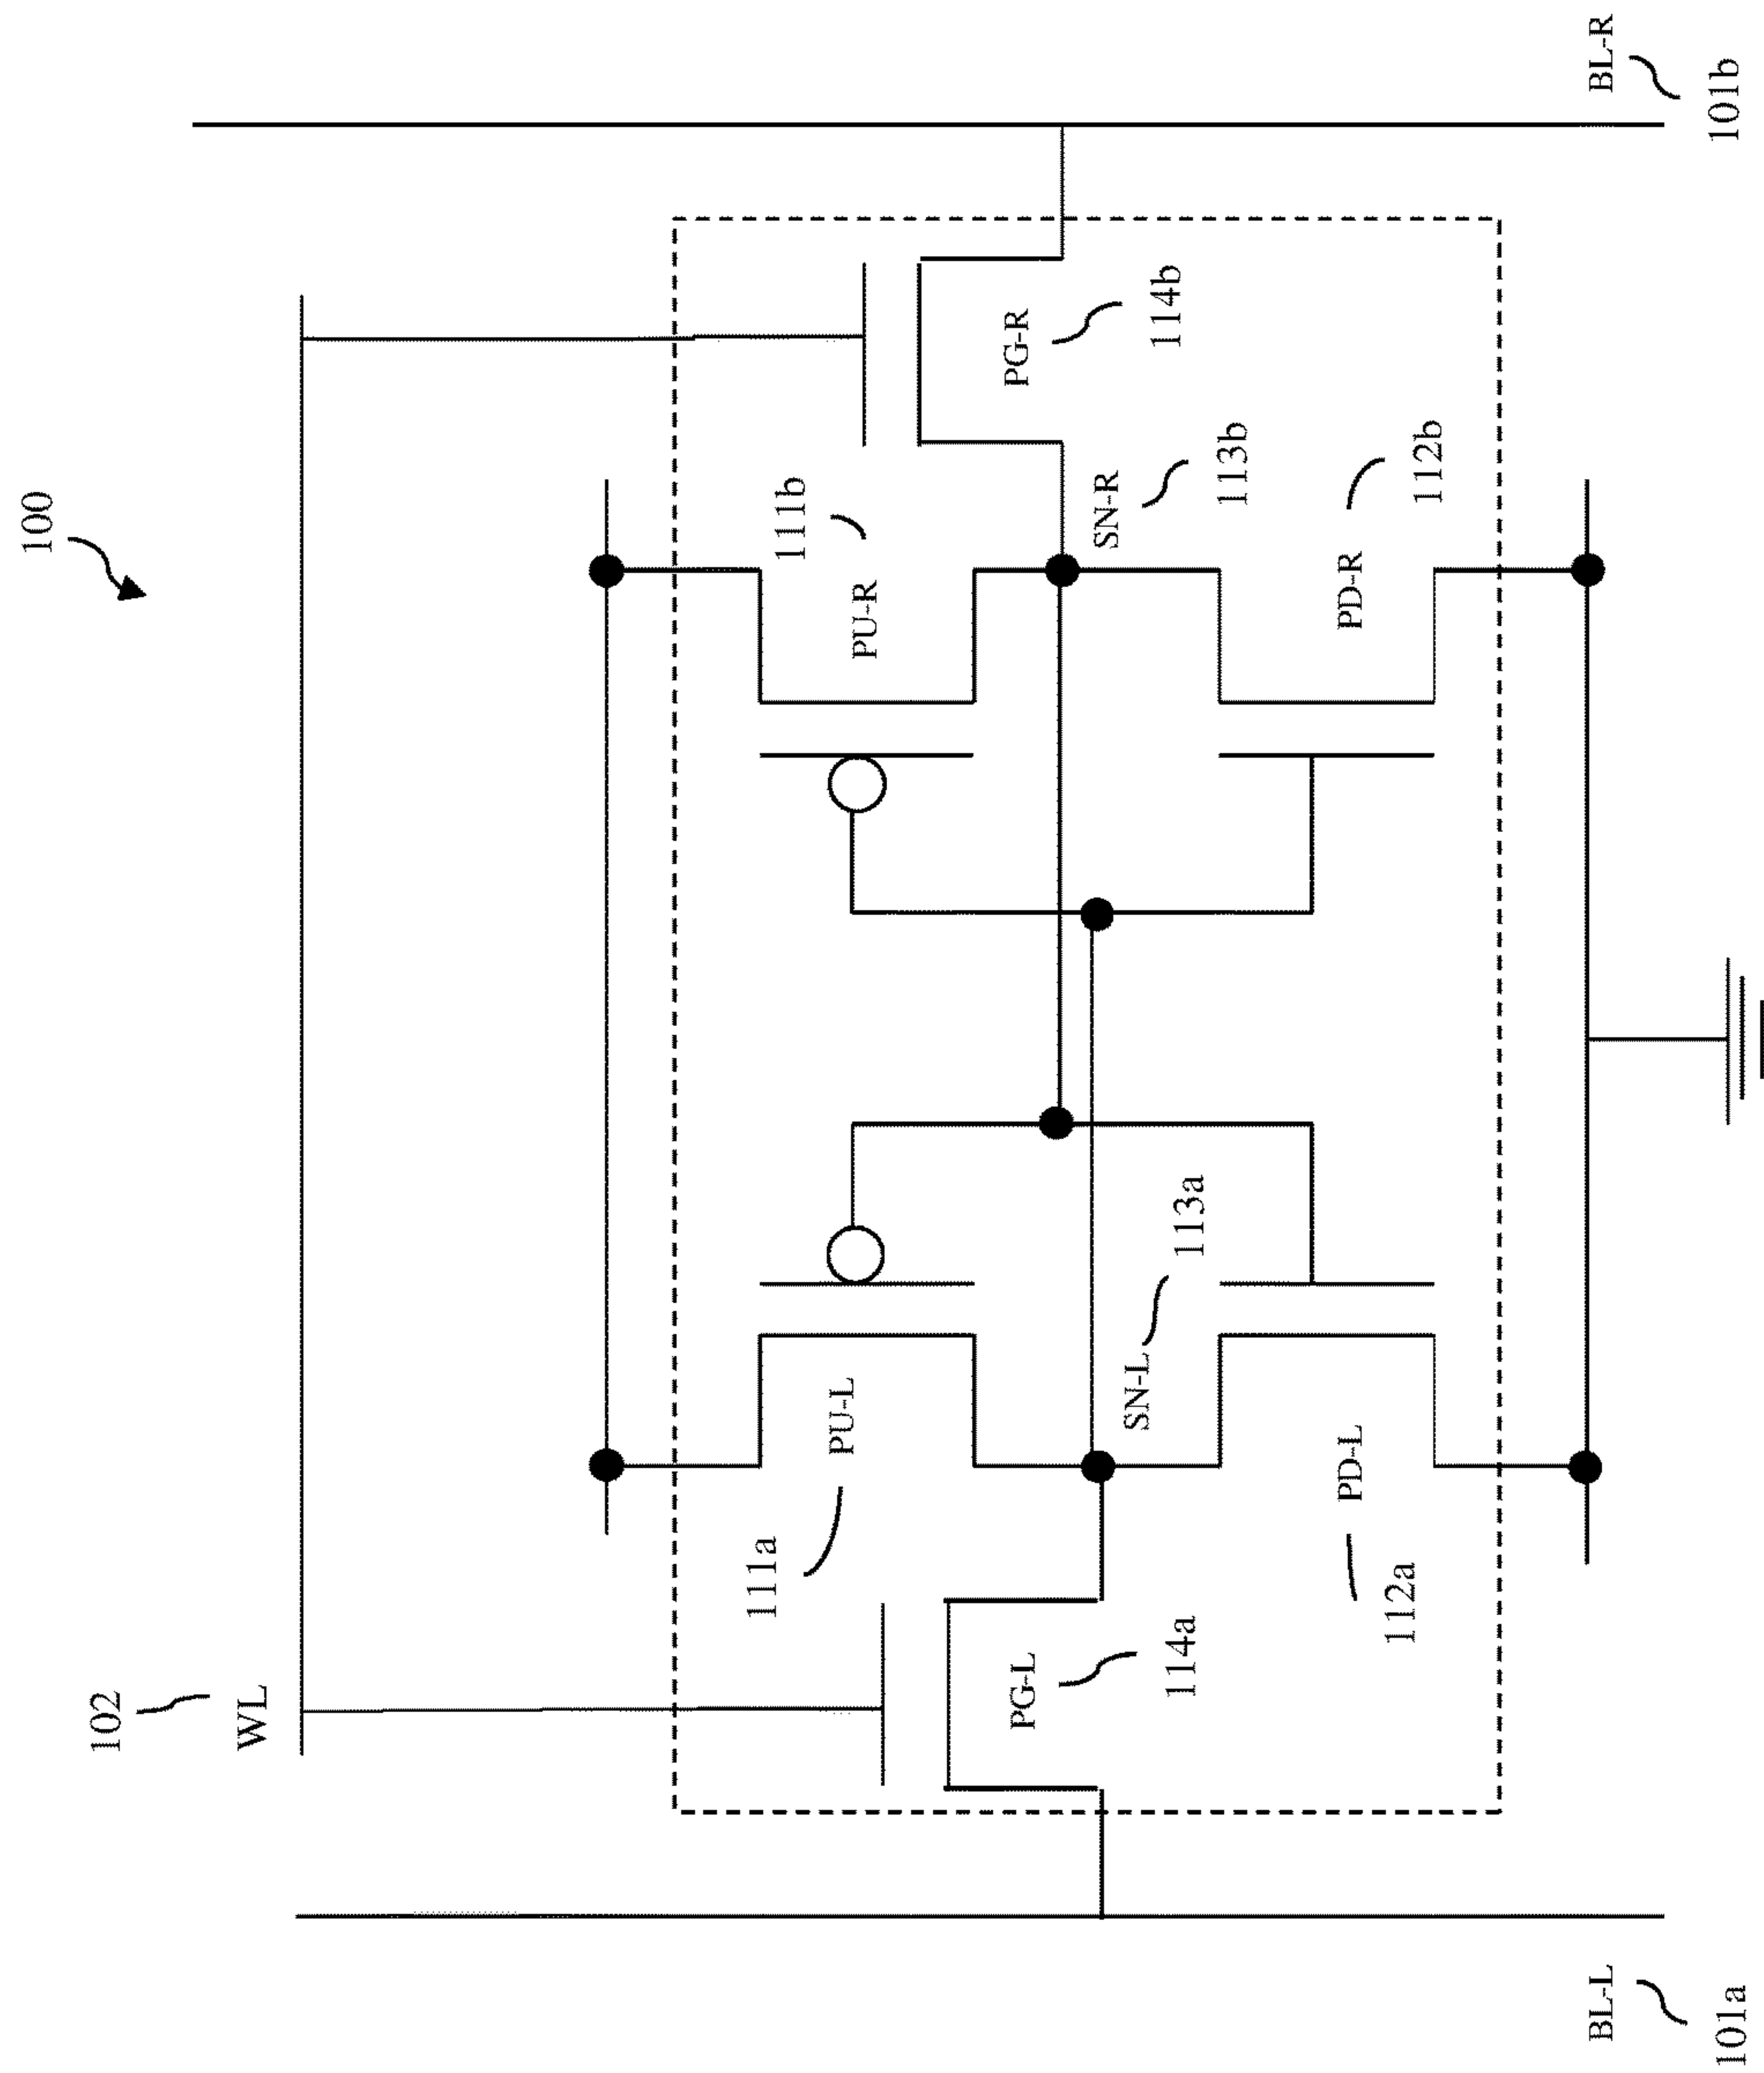 100
102
WL
111b
PU-R
PG-R
114b
SN-R
113b
PD-R
112b
BL-R
101b
111a
PU-L
PG-L
114a
SN-L
113a
PD-L
112a
BL-L
101a